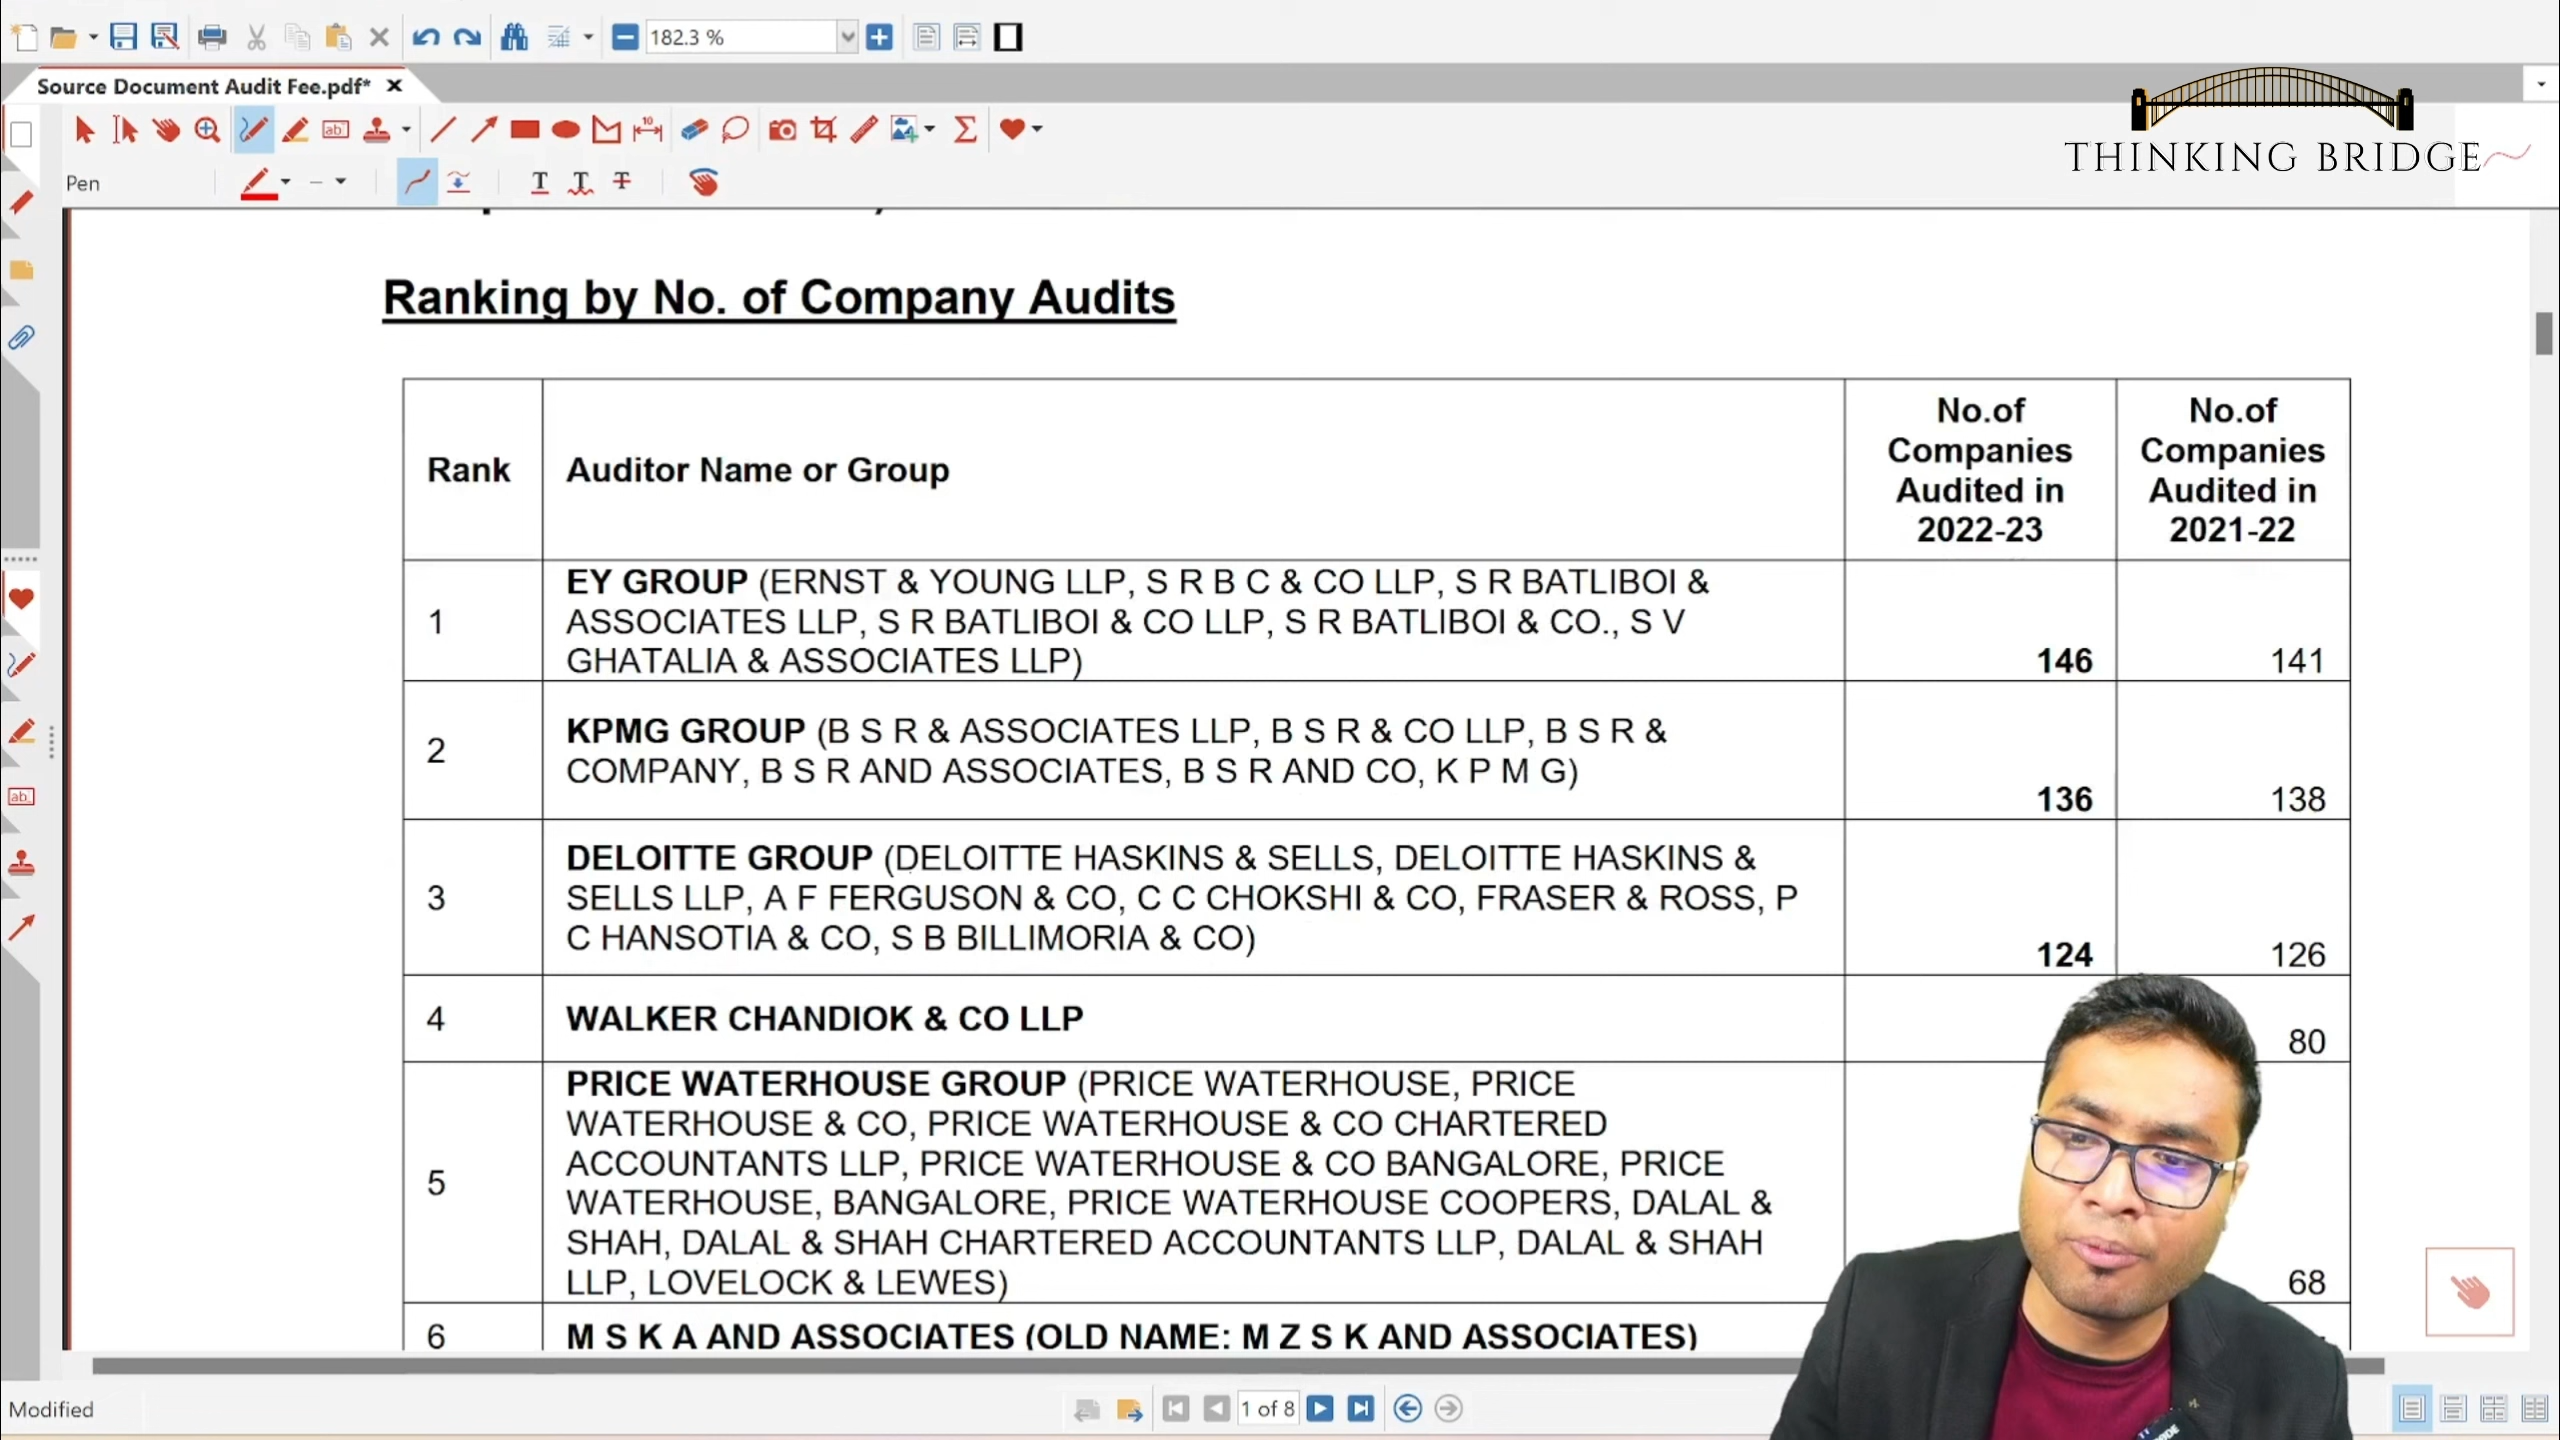 182.3 %
Source Document Audit Fee.pdf*
THINKING BRIDGE
Pen
Ranking by No. of Company Audits
Rank
Auditor Name or Group
No.of
Companies
Audited in
2022-23
No.of
Companies
Audited in
2021-22
1
EY GROUP (ERNST & YOUNG LLP, S R B C & CO LLP, S R BATLIBOI &
ASSOCIATES LLP, S R BATLIBOI & CO LLP, S R BATLIBOI & CO., S V
GHATALIA & ASSOCIATES LLP)
146
141
2
KPMG GROUP (B S R & ASSOCIATES LLP, B S R & CO LLP, B S R &
COMPANY, B S R AND ASSOCIATES, B S R AND CO, K P M G)
136
138
3
DELOITTE GROUP (DELOITTE HASKINS & SELLS, DELOITTE HASKINS &
SELLS LLP, A F FERGUSON & CO, C C CHOKSHI & CO, FRASER & ROSS, P
C HANSOTIA & CO, S B BILLIMORIA & CO)
124
126
4
WALKER CHANDIOK & CO LLP
80
5
PRICE WATERHOUSE GROUP (PRICE WATERHOUSE, PRICE
WATERHOUSE & CO, PRICE WATERHOUSE & CO CHARTERED
ACCOUNTANTS LLP, PRICE WATERHOUSE & CO BANGALORE, PRICE
WATERHOUSE, BANGALORE, PRICE WATERHOUSE COOPERS, DALAL &
SHAH, DALAL & SHAH CHARTERED ACCOUNTANTS LLP, DALAL & SHAH
LLP, LOVELOCK & LEWES)
68
6
M S K A AND ASSOCIATES (OLD NAME: M Z S K AND ASSOCIATES)
Modified
1 of 8